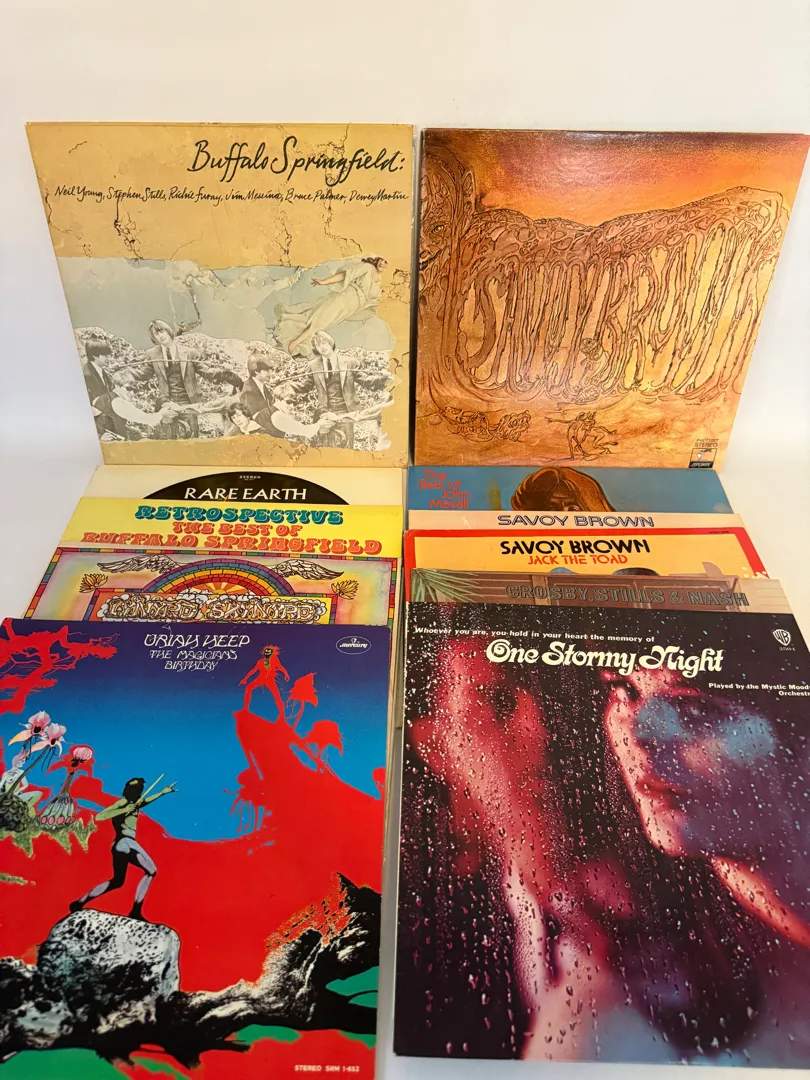 Buffalo Springfield:
Neil Young, Stephen Stills, Richie Furay, Jim Messina, Bruce Palmer, Dewey Martin
SAVOY BROWN
STEREO
LONDON
STEREO
RARE EARTH
RETROSPECTIVE
THE BEST OF
BUFFALO SPRINGFIELD
LYNYRD SKYNYRD
URIAH HEEP
THE MAGICIAN'S
BIRTHDAY
mercury
STEREO SRM 1-652
The
Best of
John
Mayall
SAVOY BROWN
SAVOY BROWN
JACK THE TOAD
CROSBY, STILLS & NASH
Whoever you are, you hold in your heart the memory of
One Stormy Night
Played by the Mystic Moods
Orchestra